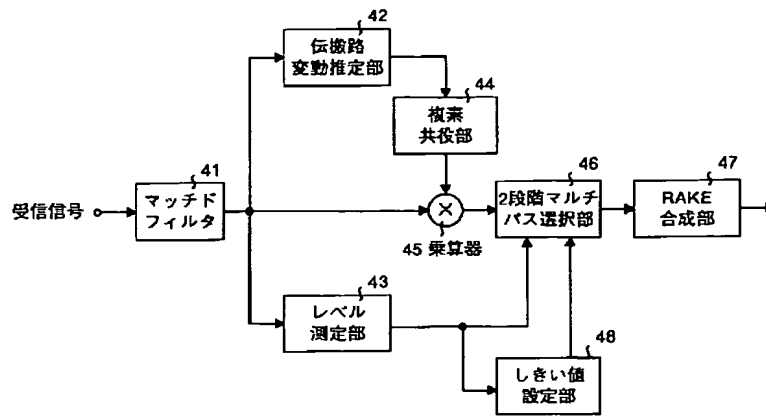 42
伝搬路
変動推定部
44
複素
共役部
41
マッチド
フィルタ
受信信号
×
45 乗算器
46
2段階マルチ
パス選択部
47
RAKE
合成部
43
レベル
測定部
48
しきい値
設定部